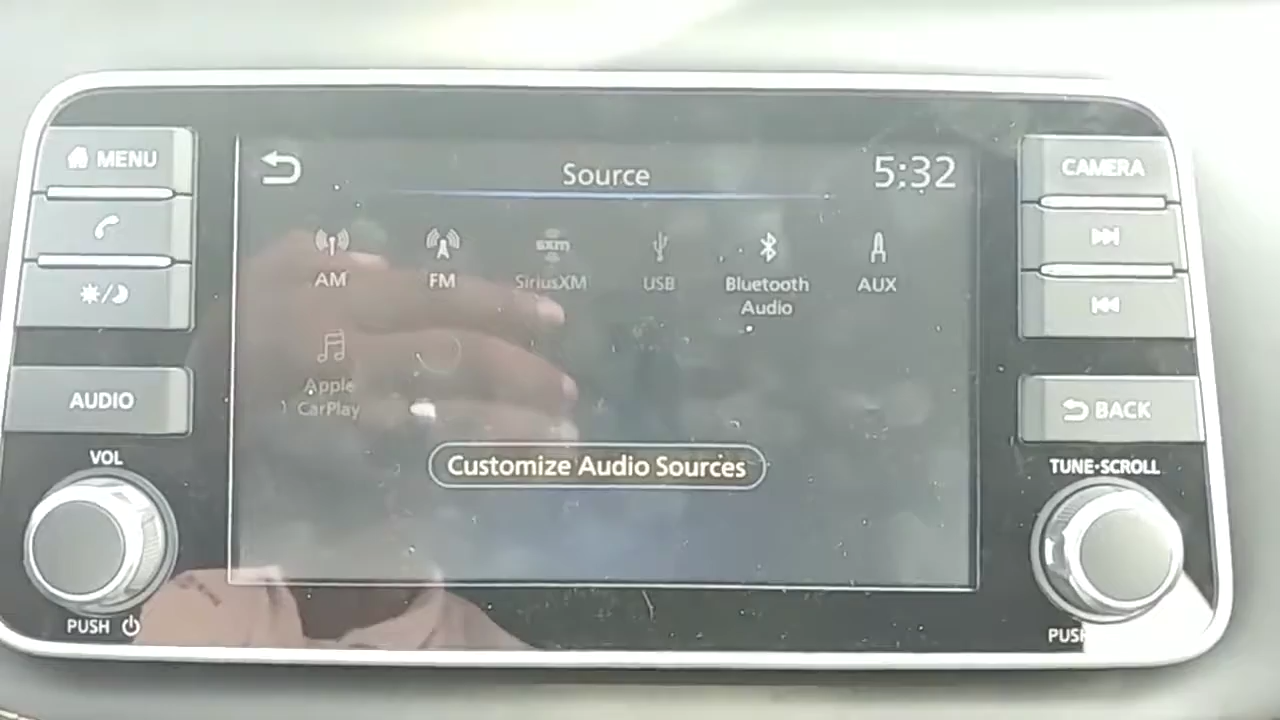 MENU
Source
5:32
CAMERA
AM
FM
sxm
SiriusXM
USB
Bluetooth
Audio
AUX
Apple
CarPlay
AUDIO
BACK
Customize Audio Sources
VOL
TUNE•SCROLL
PUSH
PUSH